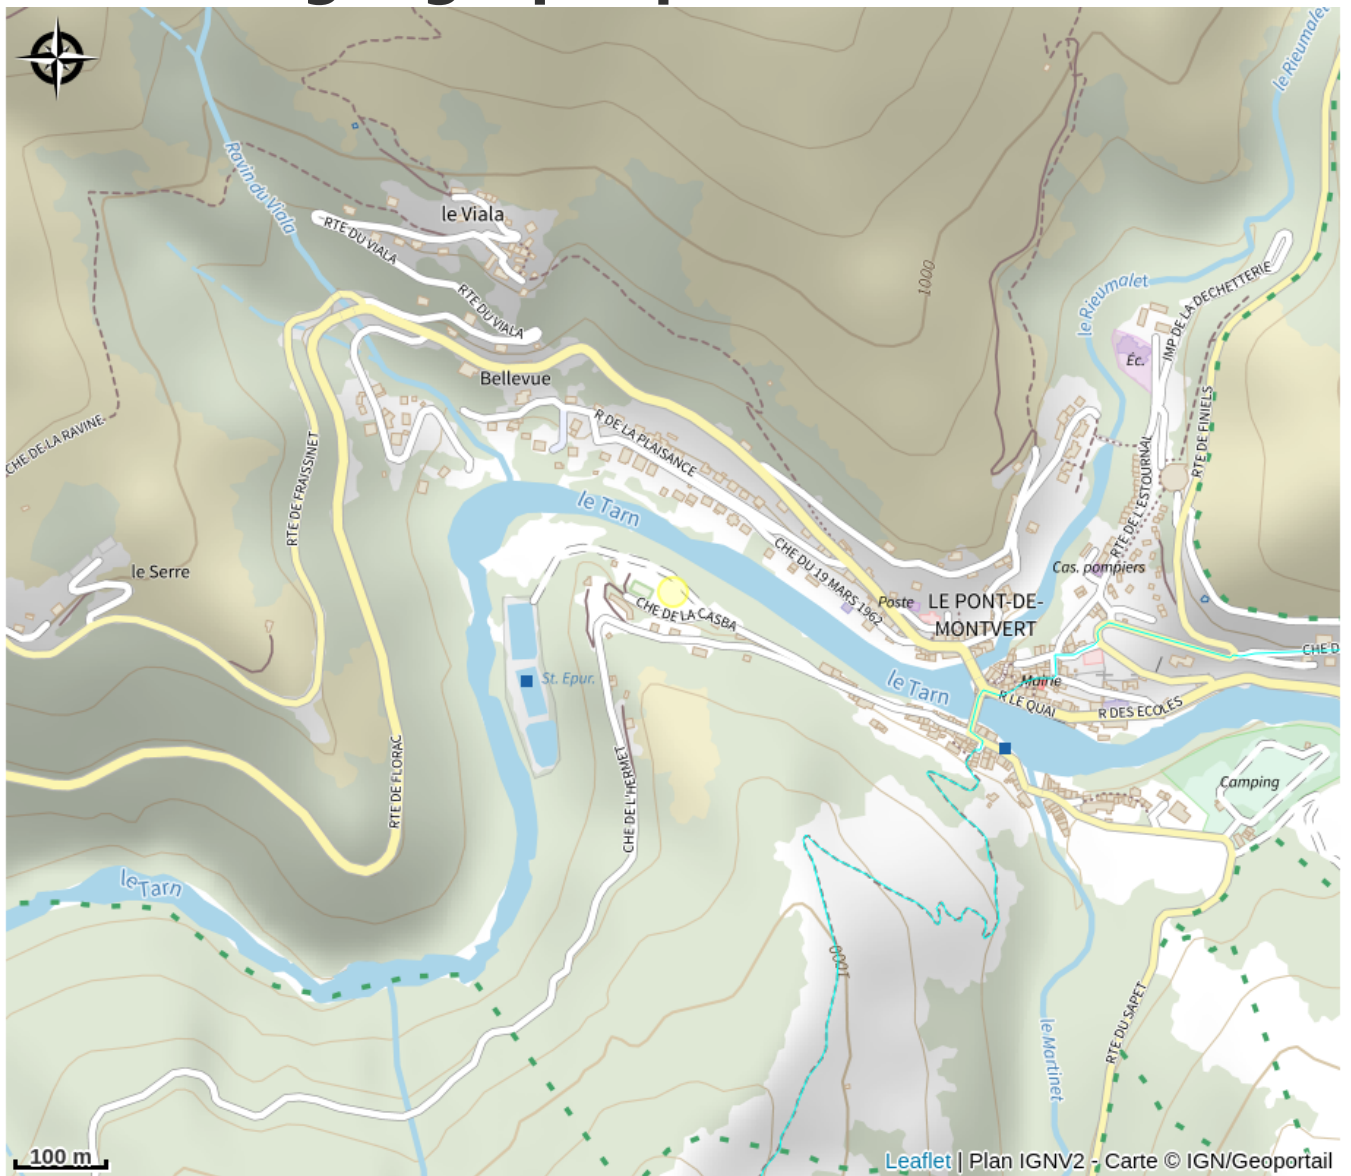 le Rieumalet
Ravin du Viala
le Viala
RTE DU VIALA
RTE DU VIALA
1000
le Rieumalet
IMP DE LA DECHETTERIE
Éc.
Bellevue
R DE LA PLAISANCE
CHE DE LA RAVINE
RTE DE FRAISSINET
RTE DE FINIELS
RTE DE L'ESTOURNAL
le Tarn
CHE DU 19 MARS 1962
Cas. pompiers
le Serre
Poste
LE PONT-DE-
MONTVERT
CHE DE LA CASBA
CHE D
St. Epur.
le Tarn
Mairie
R LE QUAI
R DES ECOLES
RTE DE FLORAC
CHE DE L'HERMET
Camping
le Tarn
1000
RTE DU SAPET
le Martinet
100 m
Leaflet | Plan IGNV2 - Carte © IGN/Geoportail